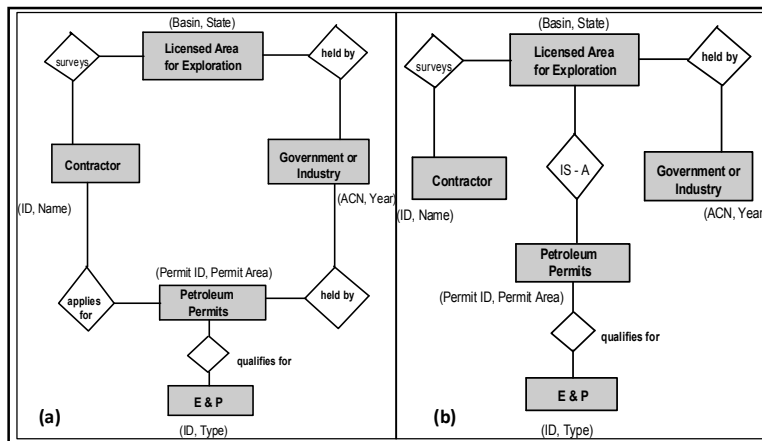 (Basin, State)
Licensed Area
for Exploration
surveys
held by
Contractor
Government or
Industry
(ID, Name)
(ACN, Year)
(Permit ID, Permit Area)
applies
for
Petroleum
Permits
held by
qualifies for
E & P
(a)
(ID, Type)
(Basin, State)
Licensed Area
for Exploration
surveys
held by
IS - A
Contractor
Government or
Industry
(ID, Name)
(ACN, Year)
Petroleum
Permits
(Permit ID, Permit Area)
qualifies for
E & P
(b)
(ID, Type)